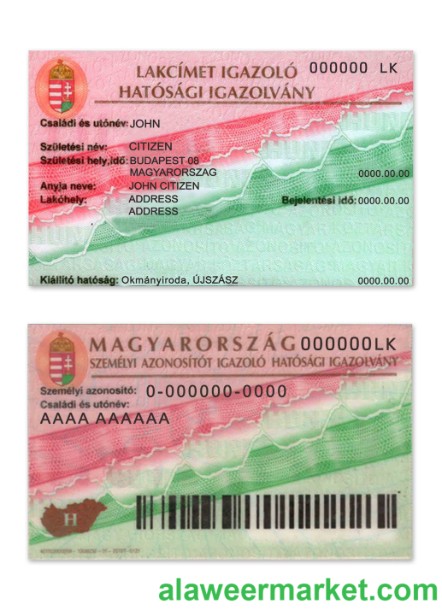 LAKCÍMET IGAZOLÓ 000000 LK
HATÓSÁGI IGAZOLVÁNY
Családi és utónév: JOHN
Születési név: CITIZEN
Születési hely,idő: BUDAPEST 08
MAGYARORSZAG 0000.00.00
Anyja neve: JOHN CITIZEN
Lakóhely: ADDRESS Bejelentési idő: 0000.00.00
ADDRESS
Kiállító hatóság: Okmányiroda, ÚJSZÁSZ 0000.00.00
MAGYARORSZÁG 000000LK
SZEMÉLYI AZONOSÍTÓT IGAZOLÓ HATÓSÁGI IGAZOLVÁNY
Személyi azonosító: 0-000000-0000
Családi és utónév:
AAAA AAAAAA
H
alaweermarket.com